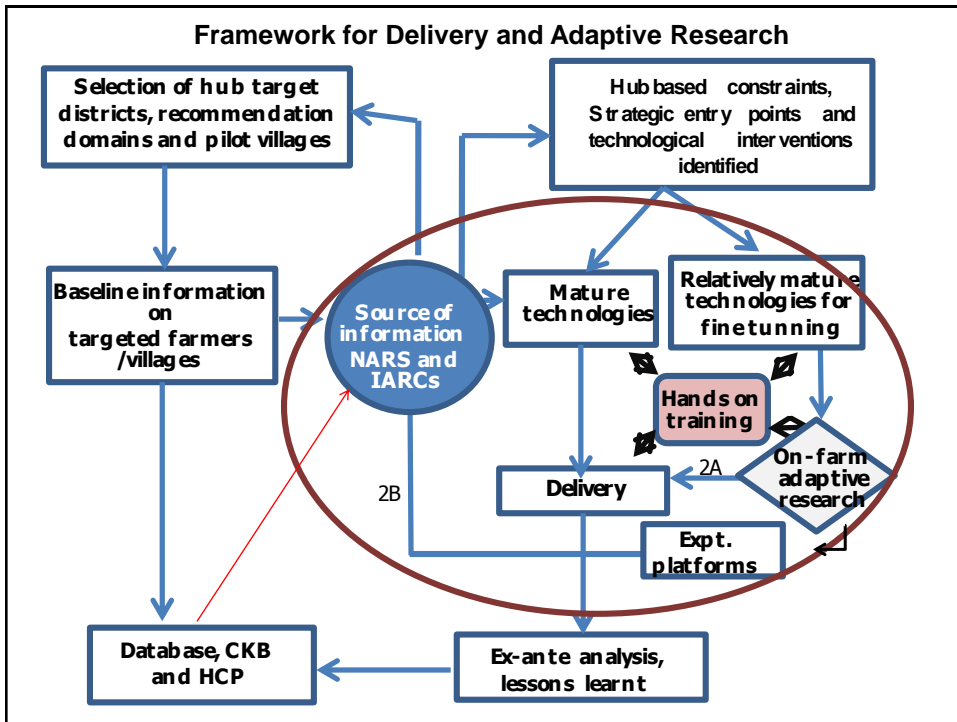 Framework for Delivery and Adaptive Research
Selection of hub target
districts, recommendation
domains and pilot villages
Hub based constraints,
Strategic entry points and
technological interventions
identified
Baseline information
on
targeted farmers
/villages
Source of
information
NARS and
IARCs
Mature
technologies
Relatively mature
technologies for
fine tunning
Hands on
training
On-farm
adaptive
research
2A
2B
Delivery
Expt.
platforms
Database, CKB
and HCP
Ex-ante analysis,
lessons learnt